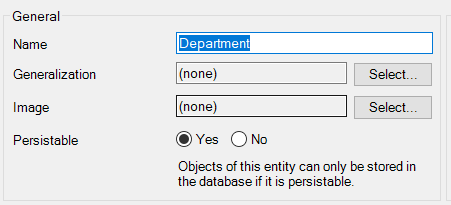 General
Name Department
Generalization (none) Select...
Image (none) Select...
Persistable Yes No
Objects of this entity can only be stored in
the database if it is persistable.